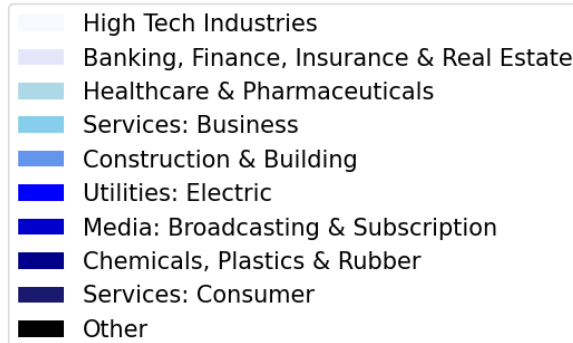 High Tech Industries
Banking, Finance, Insurance & Real Estate
Healthcare & Pharmaceuticals
Services: Business
Construction & Building
Utilities: Electric
Media: Broadcasting & Subscription
Chemicals, Plastics & Rubber
Services: Consumer
Other